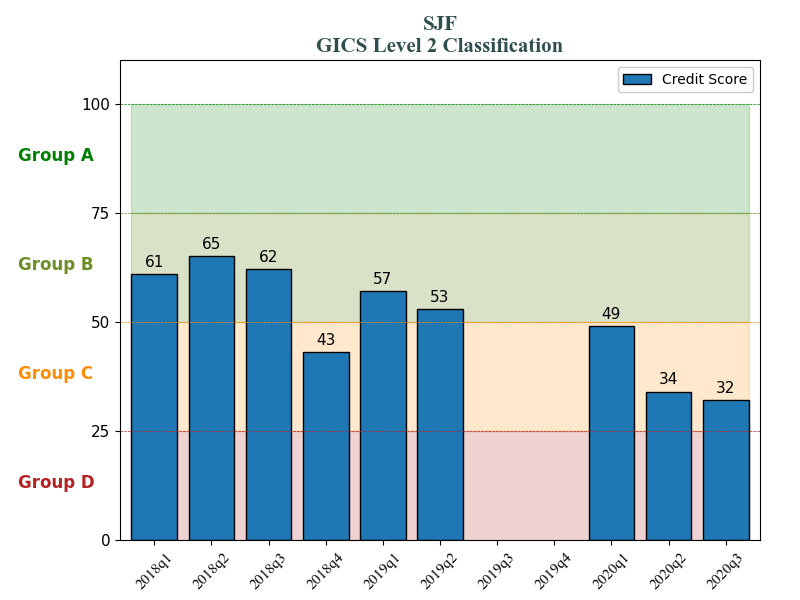 SJF
GICS Level 2 Classification
Credit Score
100
Group A
75
Group B
65
62
61
57
53
50
49
43
Group C
34
32
25
Group D
0
2018q1 2018q2 2018q3 2018q4 2019q1 2019q2 2019q3 2019q4 2020q1 2020q2 2020q3